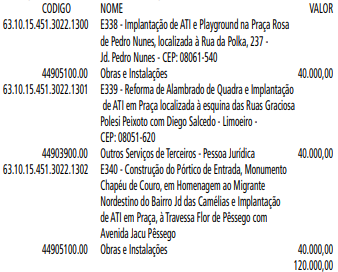 CODIGO NOME VALOR
63.10.15.451.3022.1300 E338 - Implantação de ATI e Playground na Praça Rosa
de Pedro Nunes, localizada à Rua da Polka, 237 -
Jd. Pedro Nunes - CEP: 08061-540
44905100.00 Obras e Instalações 40.000,00
63.10.15.451.3022.1301 E339 - Reforma de Alambrado de Quadra e Implantação
de ATI em Praça localizada à esquina das Ruas Graciosa
Polesi Peixoto com Diego Salcedo - Limoeiro -
CEP: 08051-620
44903900.00 Outros Serviços de Terceiros - Pessoa Jurídica 40.000,00
63.10.15.451.3022.1302 E340 - Construção do Pórtico de Entrada, Monumento
Chapéu de Couro, em Homenagem ao Migrante
Nordestino do Bairro Jd das Camélias e Implantação
de ATI em Praça, à Travessa Flor de Pêssego com
Avenida Jacu Pêssego
44905100.00 Obras e Instalações 40.000,00
120.000,00